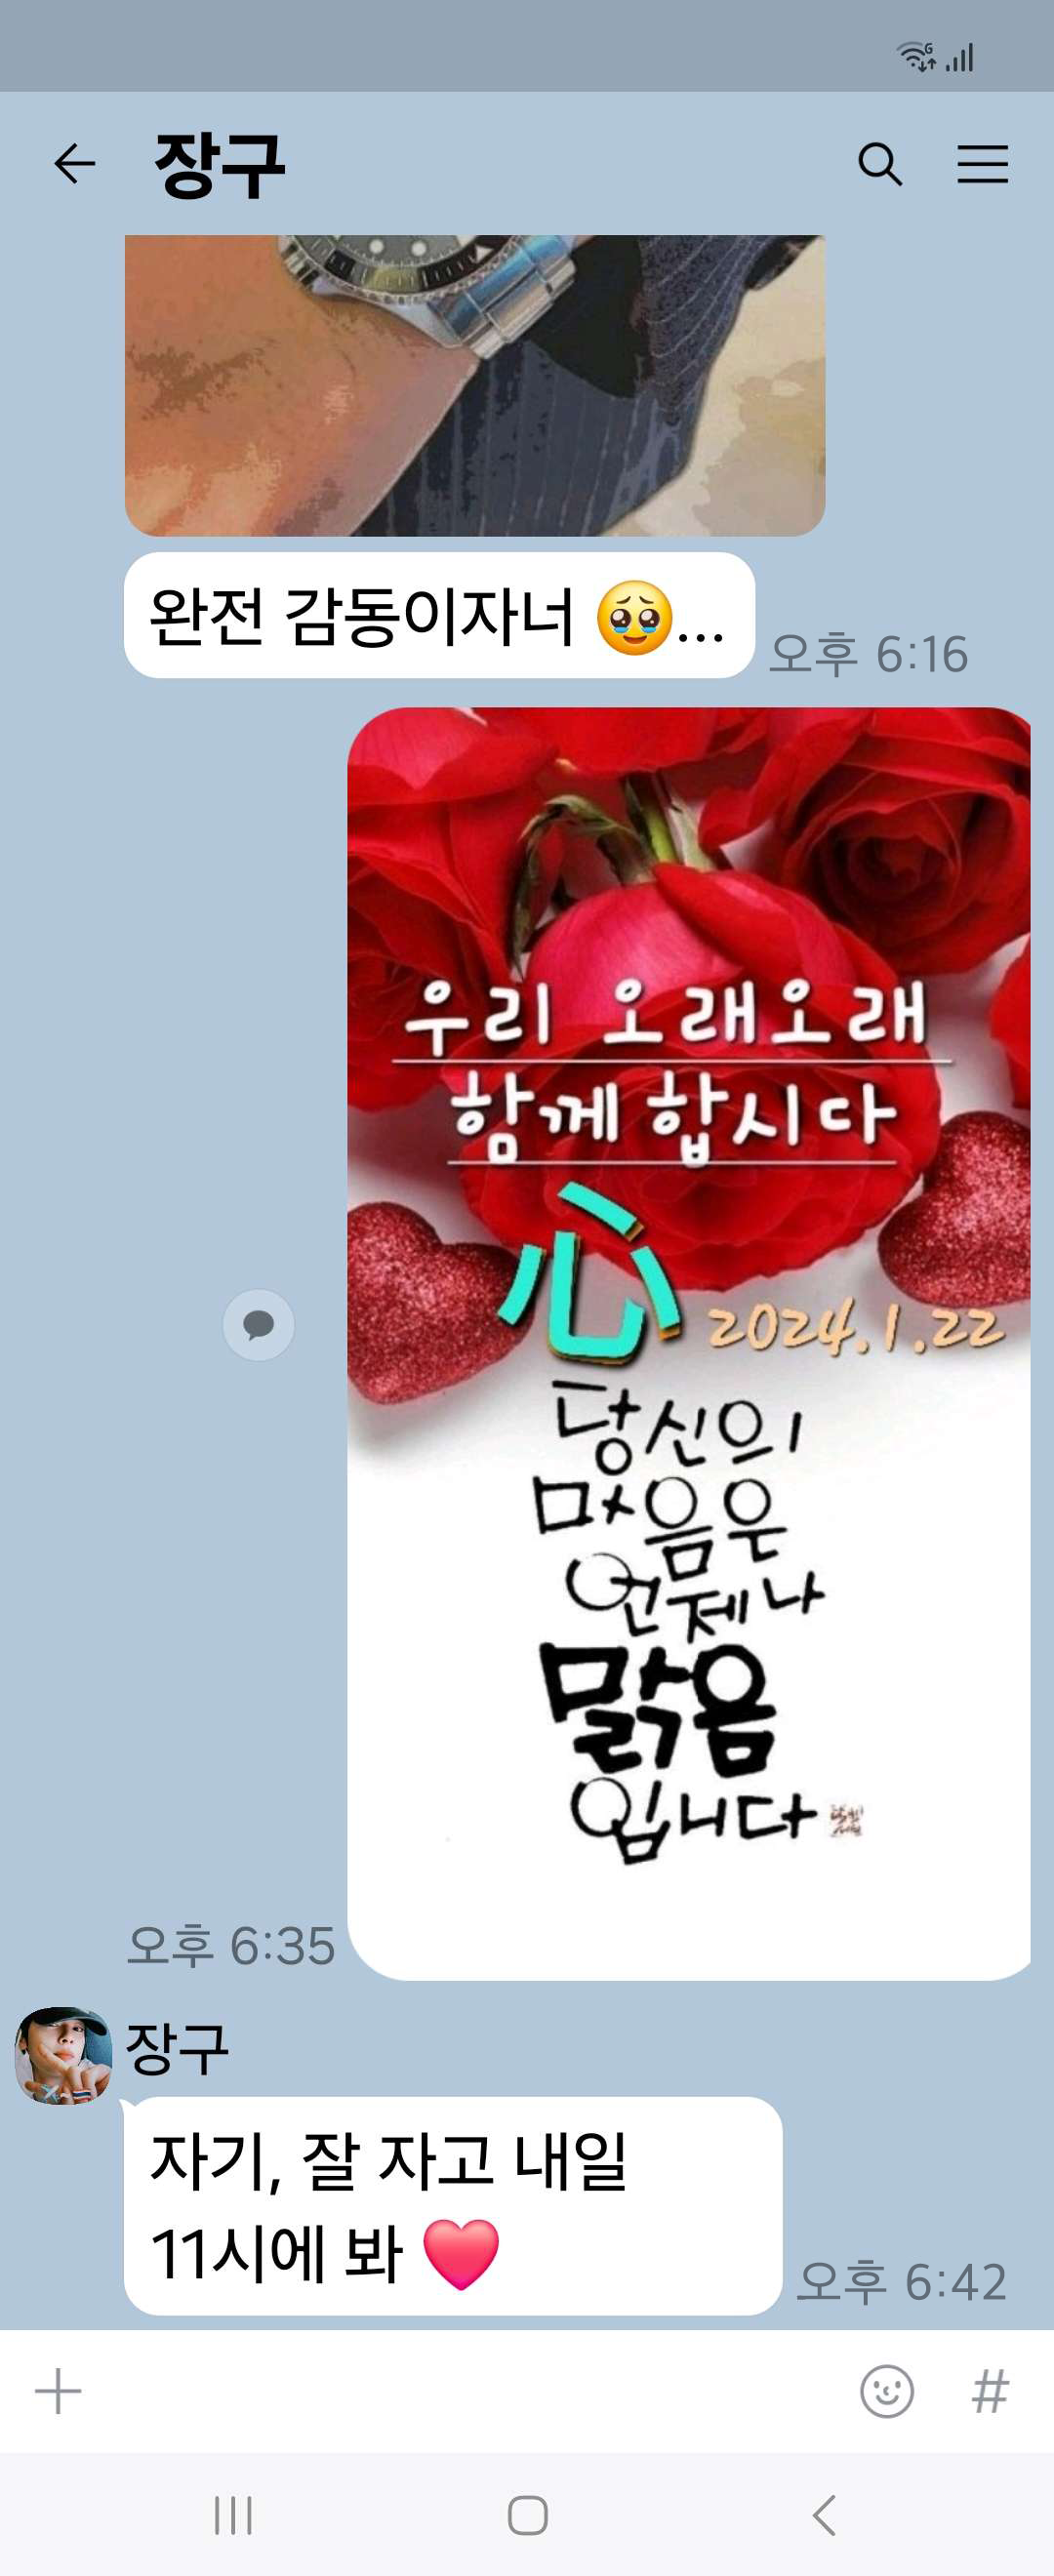 장구
완전 감동이자너 🥹...
오후 6:16
우리 오래오래
함께 합시다
心
2024.1.22
당신의
마음은
언제나
맑음
입니다
오후 6:35
장구
자기, 잘 자고 내일
11시에 봐 ❤️
오후 6:42
#